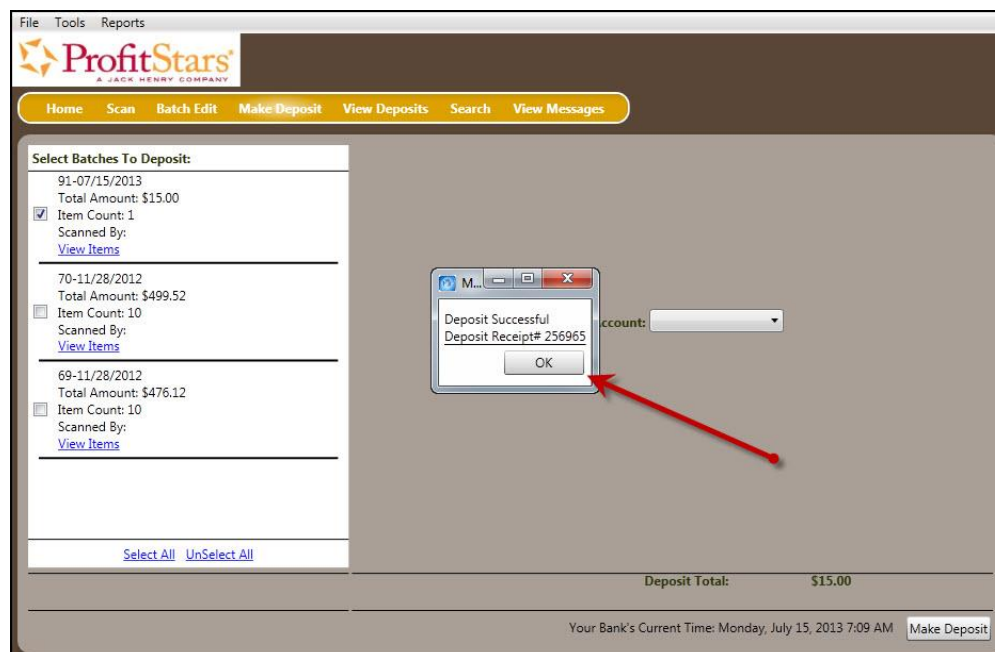 File Tools Reports
ProfitStars
A JACK HENRY COMPANY
Home Scan Batch Edit Make Deposit View Deposits Search View Messages
Select Batches To Deposit:
91-07/15/2013
Total Amount: $15.00
Item Count: 1
Scanned By:
View Items
70-11/28/2012
Total Amount: $499.52
Item Count: 10
Scanned By:
View Items
69-11/28/2012
Total Amount: $476.12
Item Count: 10
Scanned By:
View Items
Select All UnSelect All
M...
Deposit Successful
Deposit Receipt# 256965
OK
ccount:
Deposit Total: $15.00
Your Bank's Current Time: Monday, July 15, 2013 7:09 AM Make Deposit